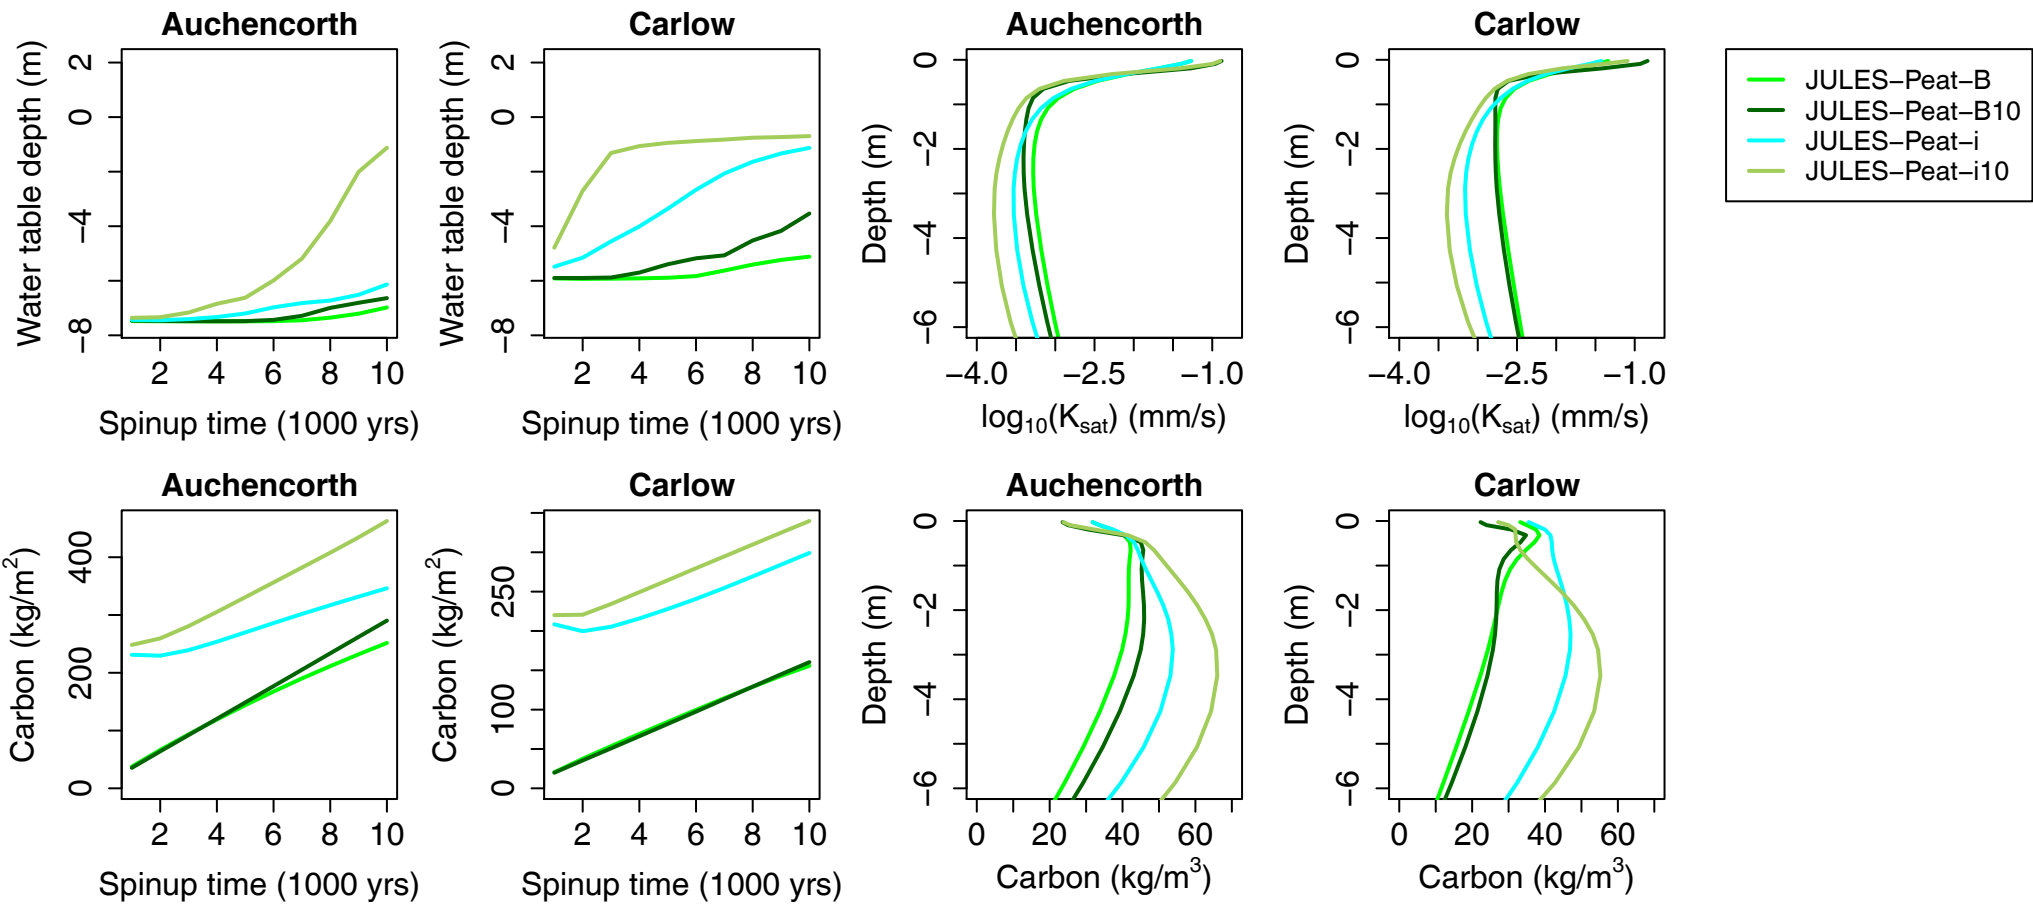 Auchencorth
Water table depth (m)
2
0
−4
−8
2 4 6 8 10
Spinup time (1000 yrs)
Carlow
Water table depth (m)
2
0
−4
−8
2 4 6 8 10
Spinup time (1000 yrs)
Auchencorth
Depth (m)
0
−2
−4
−6
−4.0 −2.5 −1.0
log₁₀(Kₛₐₜ) (mm/s)
Carlow
Depth (m)
0
−2
−4
−6
−4.0 −2.5 −1.0
log₁₀(Kₛₐₜ) (mm/s)
JULES−Peat−B
JULES−Peat−B10
JULES−Peat−i
JULES−Peat−i10
Auchencorth
Carbon (kg/m²)
400
200
0
2 4 6 8 10
Spinup time (1000 yrs)
Carlow
Carbon (kg/m²)
250
100
0
2 4 6 8 10
Spinup time (1000 yrs)
Auchencorth
Depth (m)
0
−2
−4
−6
0 20 40 60
Carbon (kg/m³)
Carlow
Depth (m)
0
−2
−4
−6
0 20 40 60
Carbon (kg/m³)